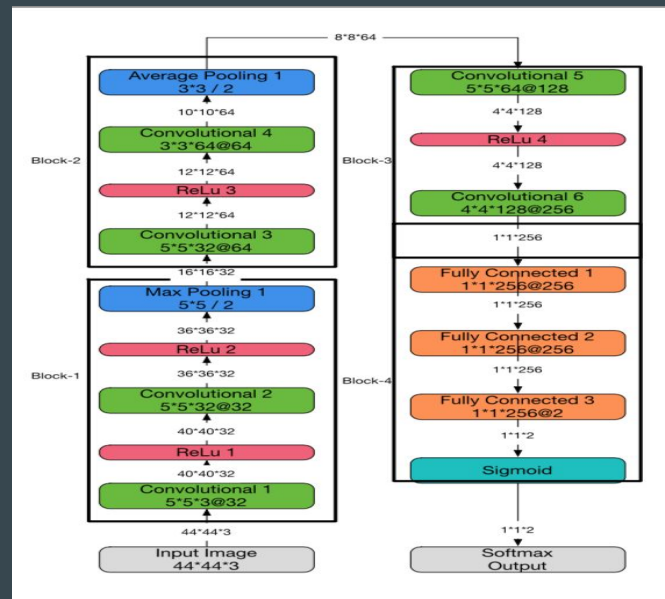 8*8*64
Average Pooling 1
3*3 / 2
10*10*64
Convolutional 4
3*3*64@64
12*12*64
Block-2
ReLu 3
12*12*64
Convolutional 3
5*5*32@64
16*16*32
Max Pooling 1
5*5 / 2
36*36*32
ReLu 2
36*36*32
Block-1
Convolutional 2
5*5*32@32
40*40*32
ReLu 1
40*40*32
Convolutional 1
5*5*3@32
44*44*3
Input Image
44*44*3
Convolutional 5
5*5*64@128
4*4*128
ReLu 4
Block-3
4*4*128
Convolutional 6
4*4*128@256
1*1*256
Fully Connected 1
1*1*256@256
1*1*256
Fully Connected 2
1*1*256@256
1*1*256
Block-4
Fully Connected 3
1*1*256@2
1*1*2
Sigmoid
1*1*2
Softmax
Output